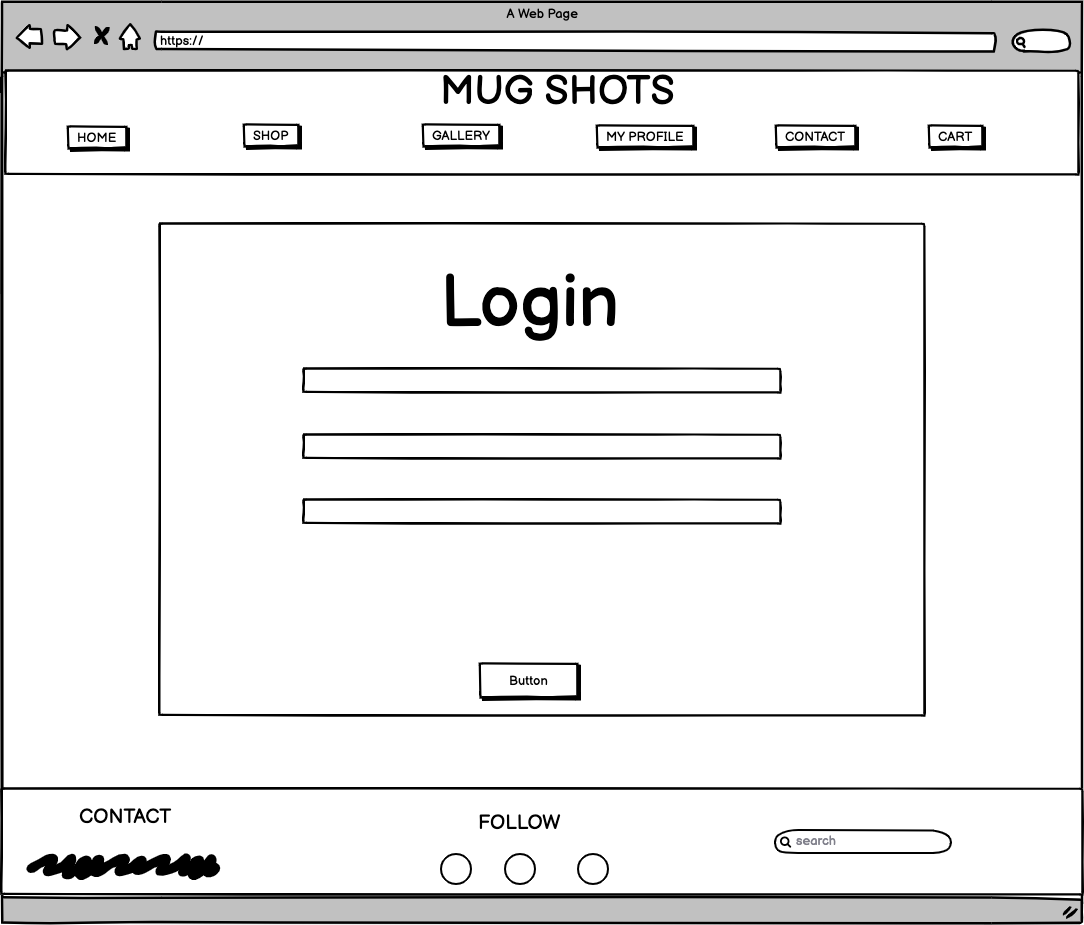 A Web Page
https://
MUG SHOTS
HOME SHOP GALLERY MY PROFILE CONTACT CART
Login
Button
CONTACT
FOLLOW
search